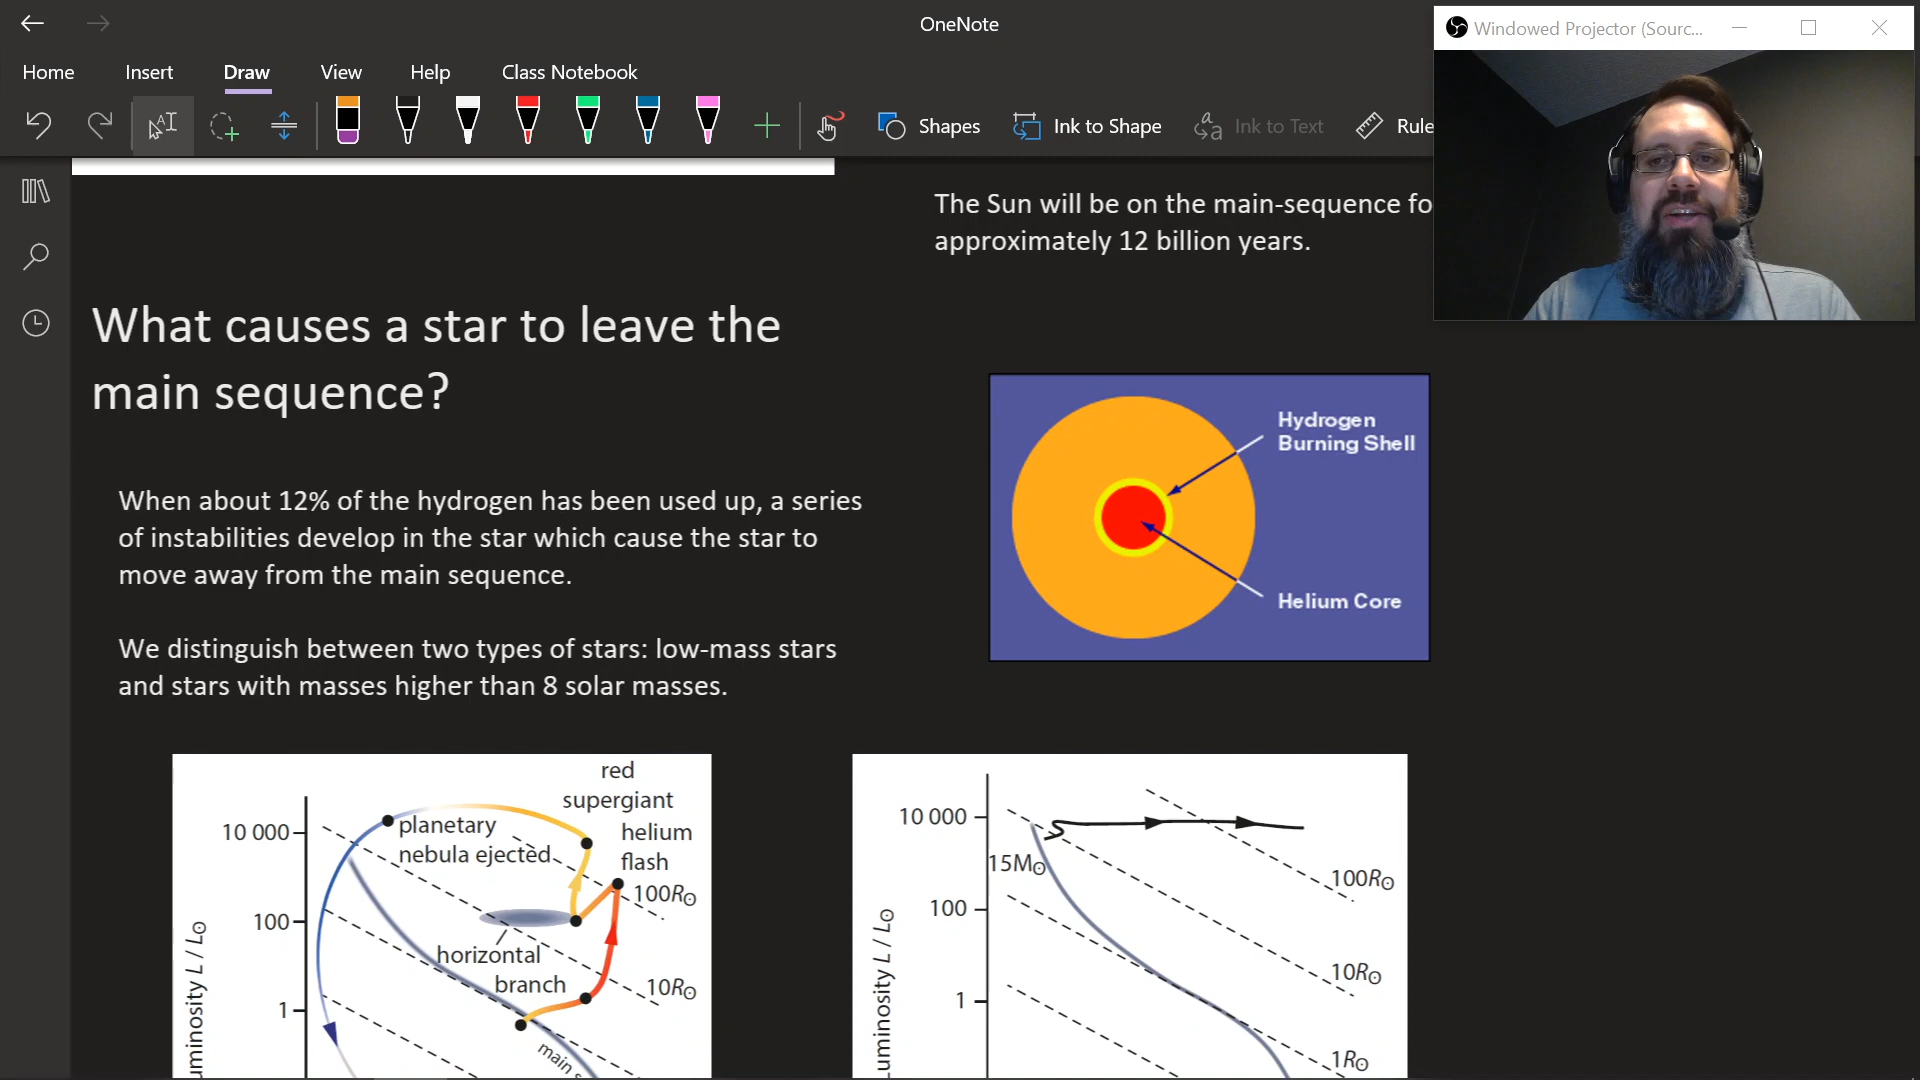 OneNote
Windowed Projector (Sourc...
Home Insert Draw View Help Class Notebook
Shapes Ink to Shape Ink to Text Rule
The Sun will be on the main-sequence fo
approximately 12 billion years.
What causes a star to leave the
main sequence?
When about 12% of the hydrogen has been used up, a series
of instabilities develop in the star which cause the star to
move away from the main sequence.
We distinguish between two types of stars: low-mass stars
and stars with masses higher than 8 solar masses.
Hydrogen
Burning Shell
Helium Core
red
supergiant
helium
flash
planetary
nebula ejected
10 000
100R⊙
100
horizontal
branch
10R⊙
1
main s
uminosity L / L⊙
10 000
15M⊙
100R⊙
100
10R⊙
1
1R⊙
uminosity L / L⊙